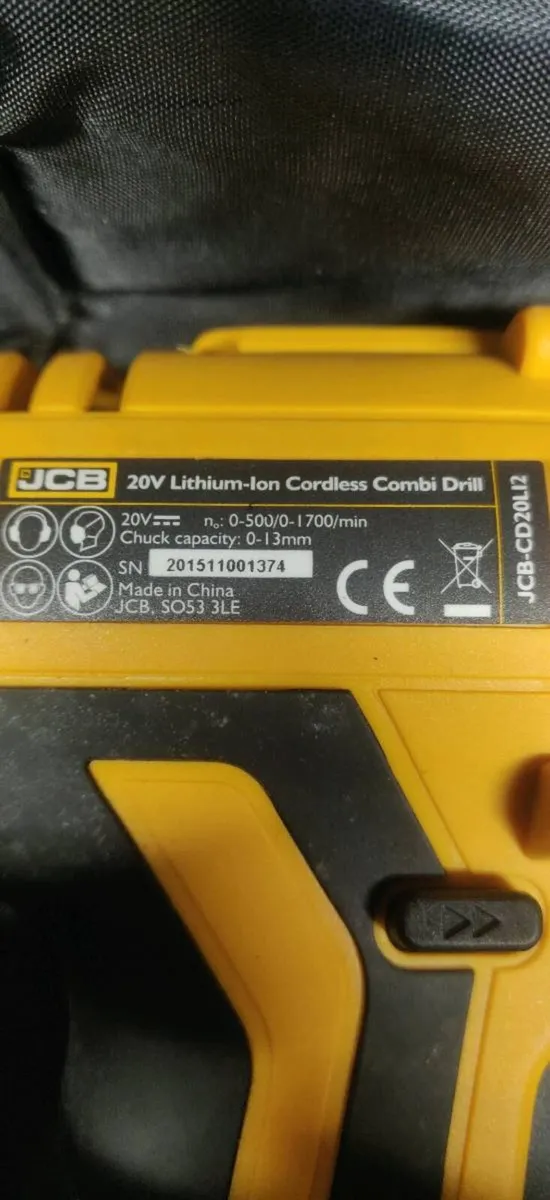 JCB 20V Lithium-Ion Cordless Combi Drill
20V n₀: 0-500/0-1700/min
Chuck capacity: 0-13mm
SN 201511001374
Made in China
JCB, SO53 3LE
CE
JCB-CD20LI2